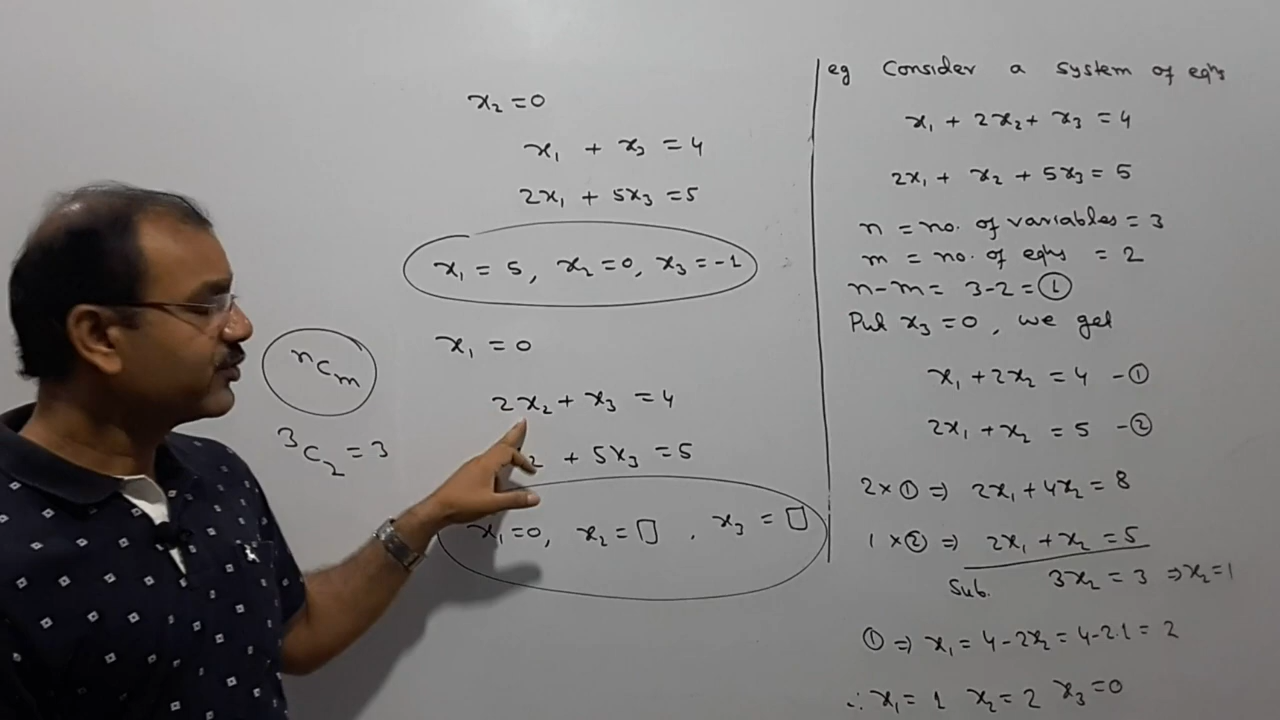 x₂ = 0
x₁ + x₃ = 4
2x₁ + 5x₃ = 5
x₁ = 5, x₂ = 0, x₃ = -1
x₁ = 0
2x₂ + x₃ = 4
₂ + 5x₃ = 5
x₁ = 0, x₂ = □ , x₃ = □
ⁿCₘ
³C₂ = 3
eg Consider a system of eqⁿs
x₁ + 2x₂ + x₃ = 4
2x₁ + x₂ + 5x₃ = 5
n = no. of variables = 3
m = no. of eqⁿs = 2
n-m = 3-2 = ①
Put x₃ = 0, we get
x₁ + 2x₂ = 4 - ①
2x₁ + x₂ = 5 - ②
2 × ① ⇒ 2x₁ + 4x₂ = 8
1 × ② ⇒ 2x₁ + x₂ = 5
Sub. 3x₂ = 3 ⇒ x₂ = 1
① ⇒ x₁ = 4 - 2x₂ = 4 - 2.1 = 2
∴ x₁ = 1 x₂ = 2 x₃ = 0